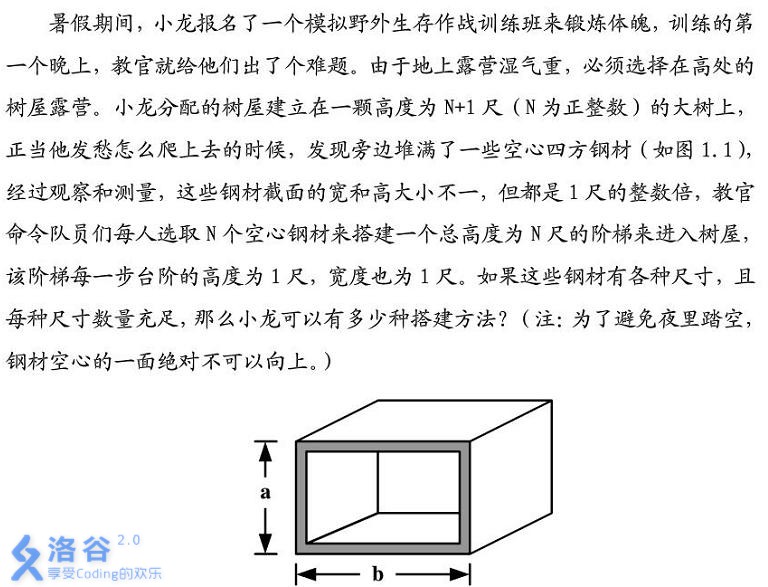 暑假期间，小龙报名了一个模拟野外生存作战训练班来锻炼体魄，训练的第
一个晚上，教官就给他们出了个难题。由于地上露营湿气重，必须选择在高处的
树屋露营。小龙分配的树屋建立在一颗高度为 N+1 尺（N 为正整数）的大树上，
正当他发愁怎么爬上去的时候，发现旁边堆满了一些空心四方钢材（如图 1.1），
经过观察和测量，这些钢材截面的宽和高大小不一，但都是 1 尺的整数倍，教官
命令队员们每人选取 N 个空心钢材来搭建一个总高度为 N 尺的阶梯来进入树屋，
该阶梯每一步台阶的高度为 1 尺，宽度也为 1 尺。如果这些钢材有各种尺寸，且
每种尺寸数量充足，那么小龙可以有多少种搭建方法？（注：为了避免夜里踏空，
钢材空心的一面绝对不可以向上。）
a
b
洛谷 2.0
享受Coding的欢乐